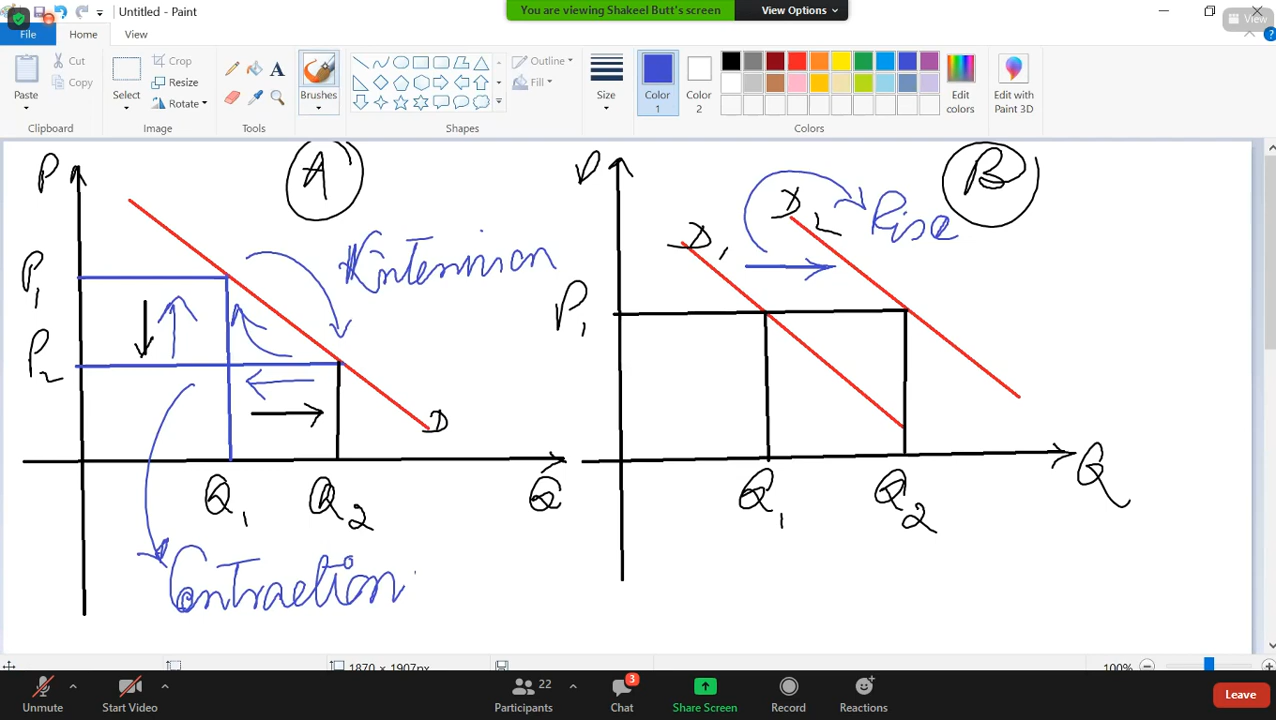 Untitled - Paint
You are viewing Shakeel Butt's screen
View Options
View
File
Home
View
Paste
Cut
Copy
Clipboard
Select
Crop
Resize
Rotate
Image
Tools
A
Brushes
Shapes
Outline
Fill
Size
Color
1
Color
2
Colors
Edit
colors
Edit with
Paint 3D
P
A
P1
P2
Extension
D
Q1
Q2
Q
Contraction
P
B
D1
D2
Rise
P1
Q1
Q2
Q
1870 × 1907px
100%
Unmute
Start Video
22
Participants
3
Chat
Share Screen
Record
Reactions
Leave